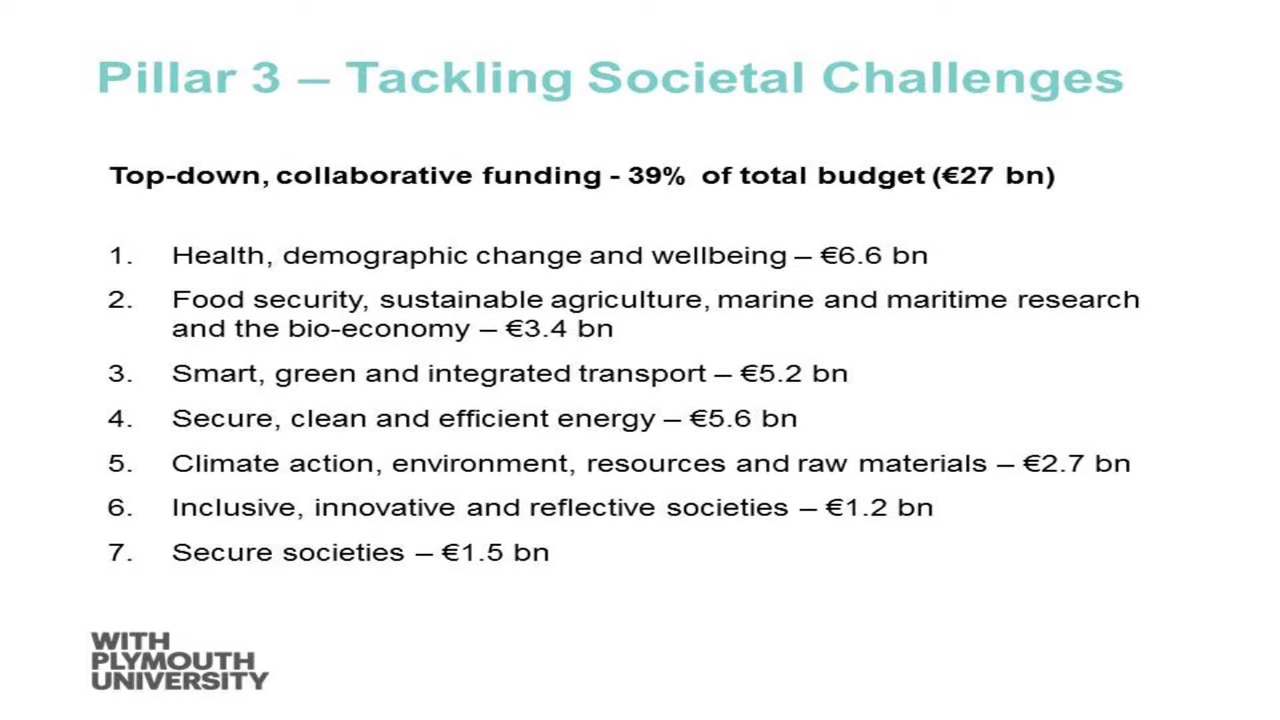 Pillar 3 – Tackling Societal Challenges
Top-down, collaborative funding - 39% of total budget (€27 bn)
1. Health, demographic change and wellbeing – €6.6 bn
2. Food security, sustainable agriculture, marine and maritime research
and the bio-economy – €3.4 bn
3. Smart, green and integrated transport – €5.2 bn
4. Secure, clean and efficient energy – €5.6 bn
5. Climate action, environment, resources and raw materials – €2.7 bn
6. Inclusive, innovative and reflective societies – €1.2 bn
7. Secure societies – €1.5 bn
WITH
PLYMOUTH
UNIVERSITY